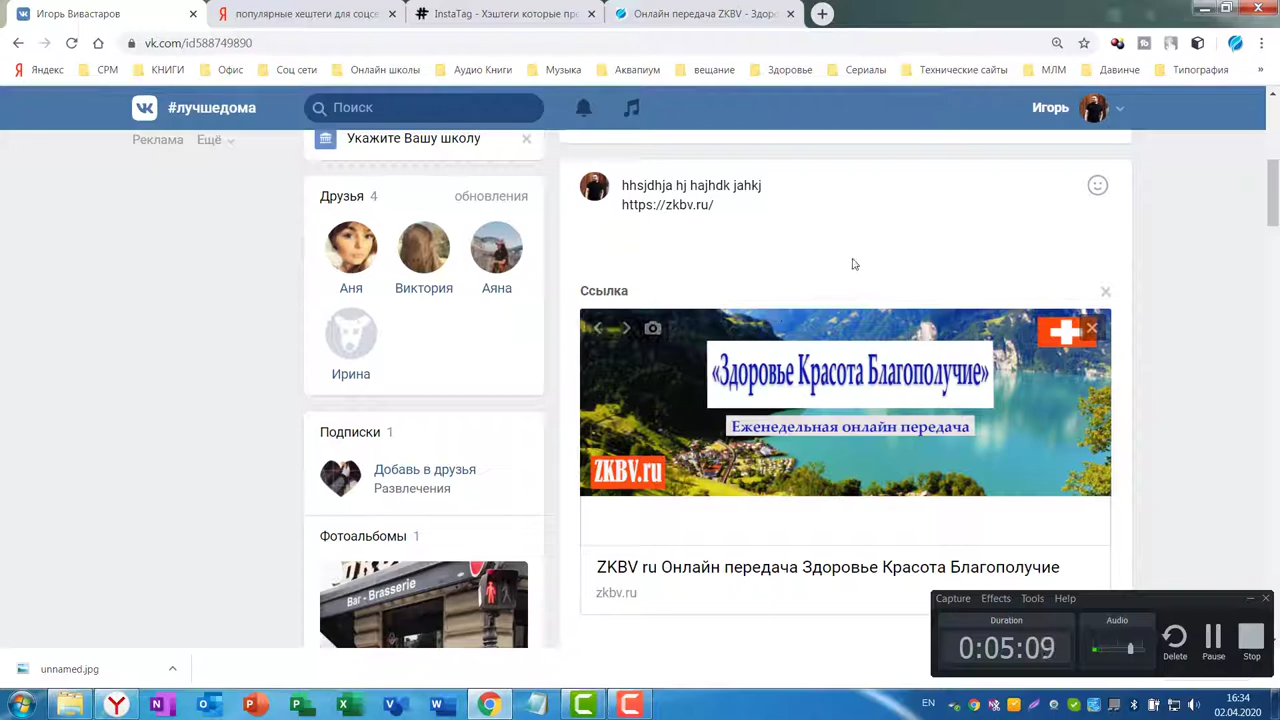 Игорь Вивастаров
популярные хештеги для соцсе
InstaTag - Хэштеги которые
Онлайн передача ZKBV - Здоро
vk.com/id588749890
Яндекс
СРМ
КНИГИ
Офис
Соц сети
Онлайн школы
Аудио Книги
Музыка
Аквапиум
вещание
Здоровье
Сериалы
Технические сайты
МЛМ
Давинче
Типография
»
#лучшедома
Поиск
Игорь
Реклама Ещё
Укажите Вашу школу
Друзья 4
обновления
Аня
Виктория
Аяна
Ирина
Подписки 1
Добавь в друзья
Развлечения
Фотоальбомы 1
Bar - Brasserie
hhsjdhja hj hajhdk jahkj
https://zkbv.ru/
Ссылка
«Здоровье Красота Благополучие»
Еженедельная онлайн передача
ZKBV.ru
ZKBV ru Онлайн передача Здоровье Красота Благополучие
zkbv.ru
Capture Effects Tools Help
Duration
0:05:09
Audio
Delete
Pause
Stop
unnamed.jpg
EN
16:34
02.04.2020